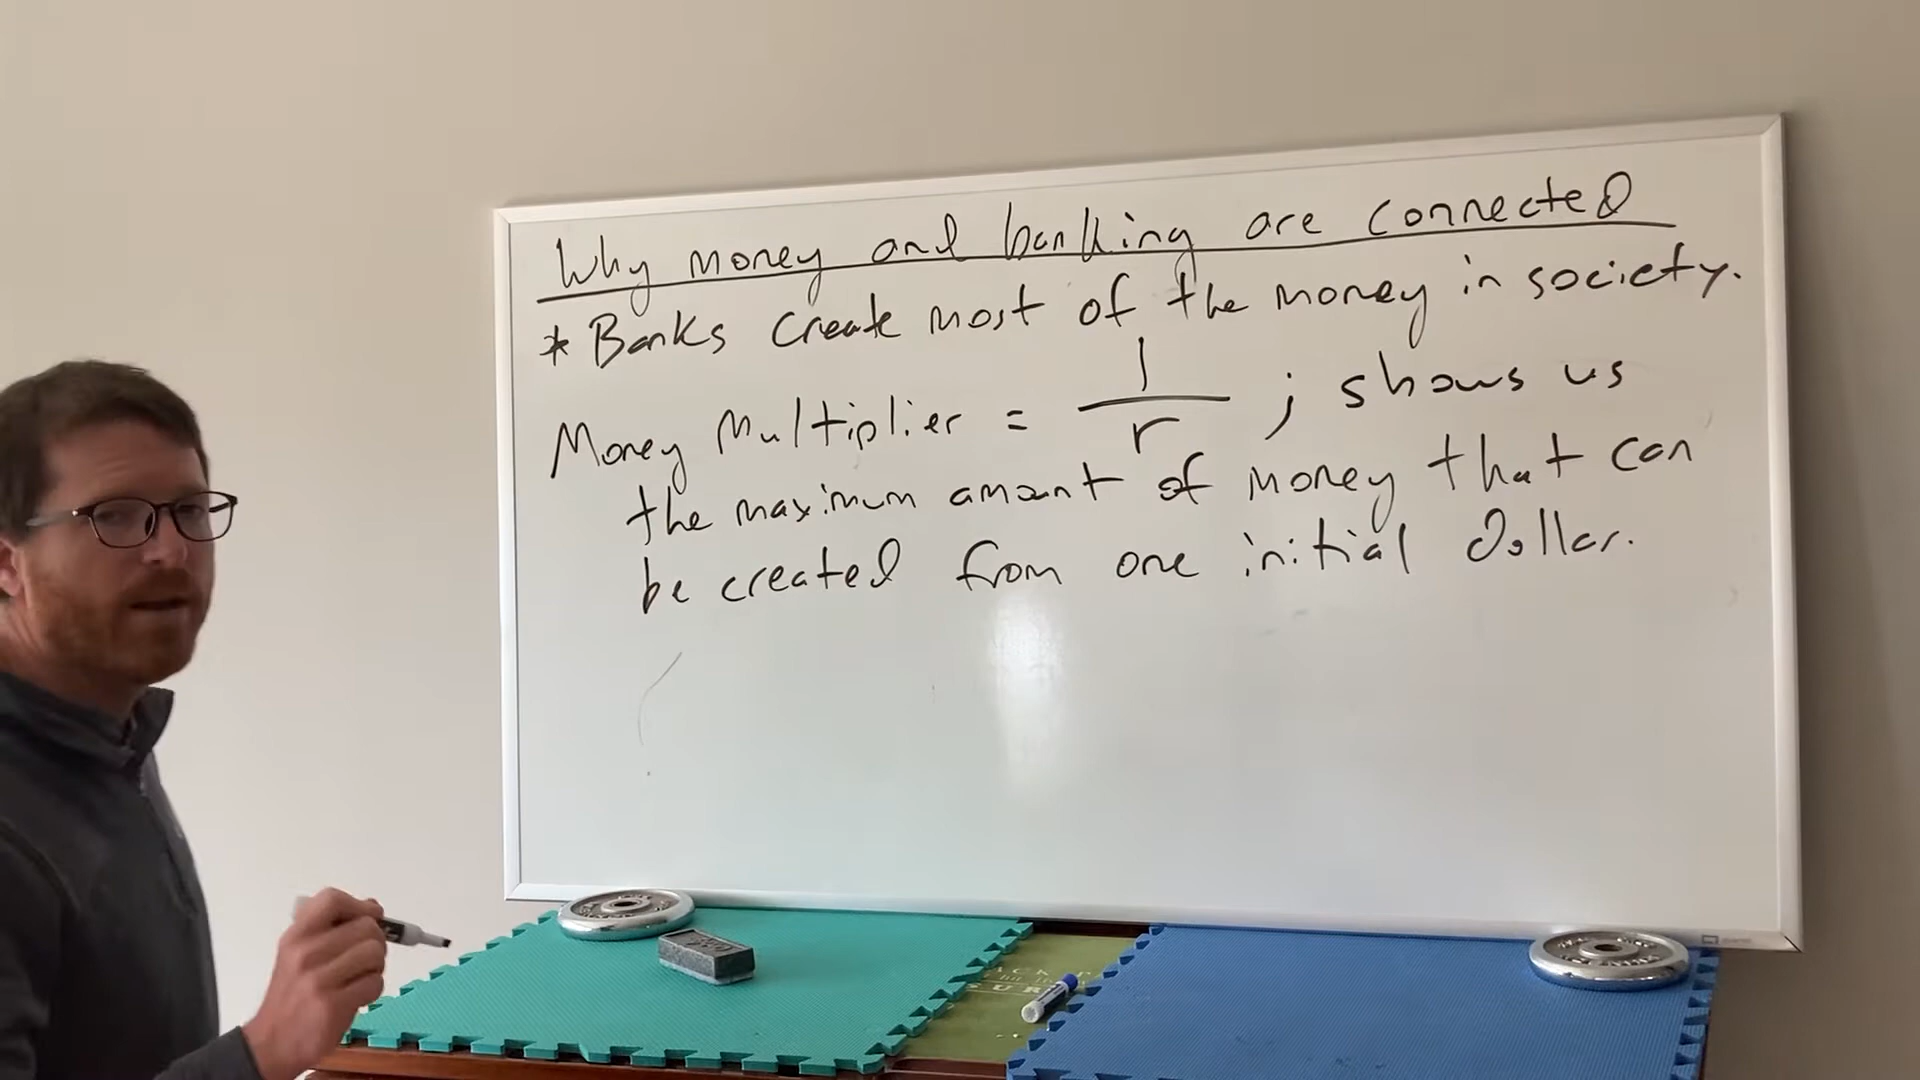 Why money and banking are connected
* Banks create most of the money in society.
Money Multiplier = 1/r ; shows us
the maximum amount of money that can
be created from one initial dollar.